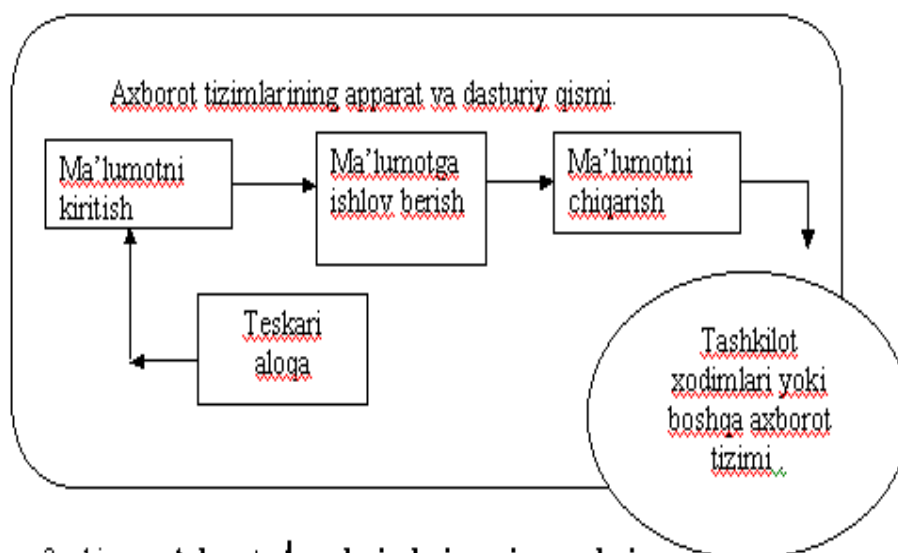 Axborot tizimlarining apparat va dasturiy qismi.
Ma’lumotni
kiritish
Ma’lumotga
ishlov berish
Ma’lumotni
chiqarish
Teskari
aloqa
Tashkilot
xodimlari yoki
boshqa axborot
tizimi .